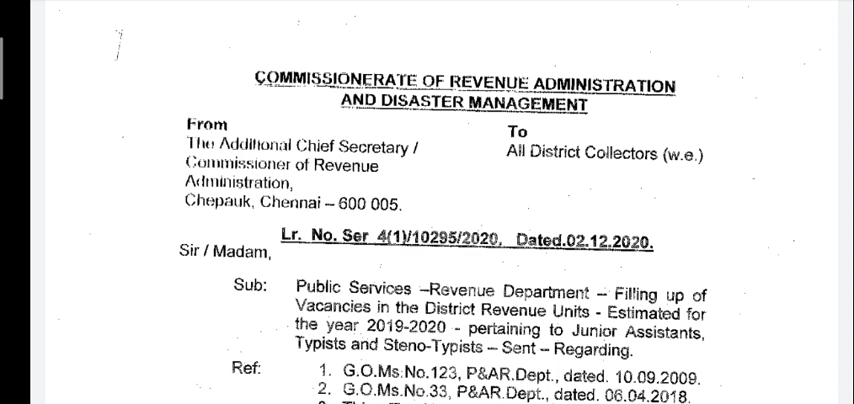 COMMISSIONERATE OF REVENUE ADMINISTRATION
AND DISASTER MANAGEMENT
From
The Additional Chief Secretary /
Commissioner of Revenue
Administration,
Chepauk, Chennai – 600 005.
To
All District Collectors (w.e.)
Lr. No. Ser 4(1)/10295/2020, Dated.02.12.2020.
Sir / Madam,
Sub: Public Services –Revenue Department – Filling up of
Vacancies in the District Revenue Units - Estimated for
the year 2019-2020 - pertaining to Junior Assistants,
Typists and Steno-Typists – Sent – Regarding.
Ref: 1. G.O.Ms.No.123, P&AR.Dept., dated. 10.09.2009.
2. G.O.Ms.No.33, P&AR.Dept., dated. 06.04.2018.